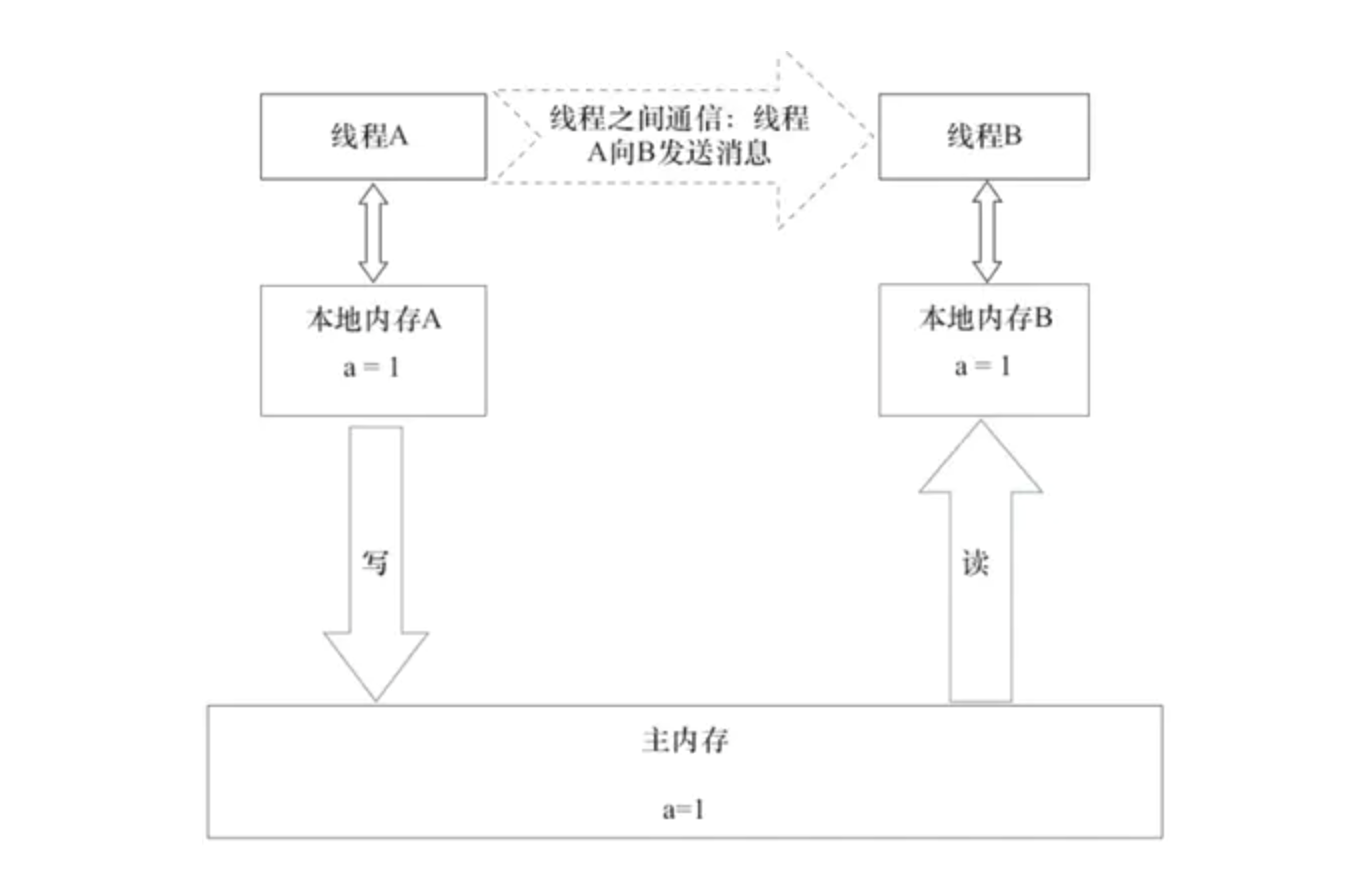 线程A
线程之间通信：线程
A向B发送消息
线程B
本地内存A
a = 1
本地内存B
a = 1
写
读
主内存
a=1